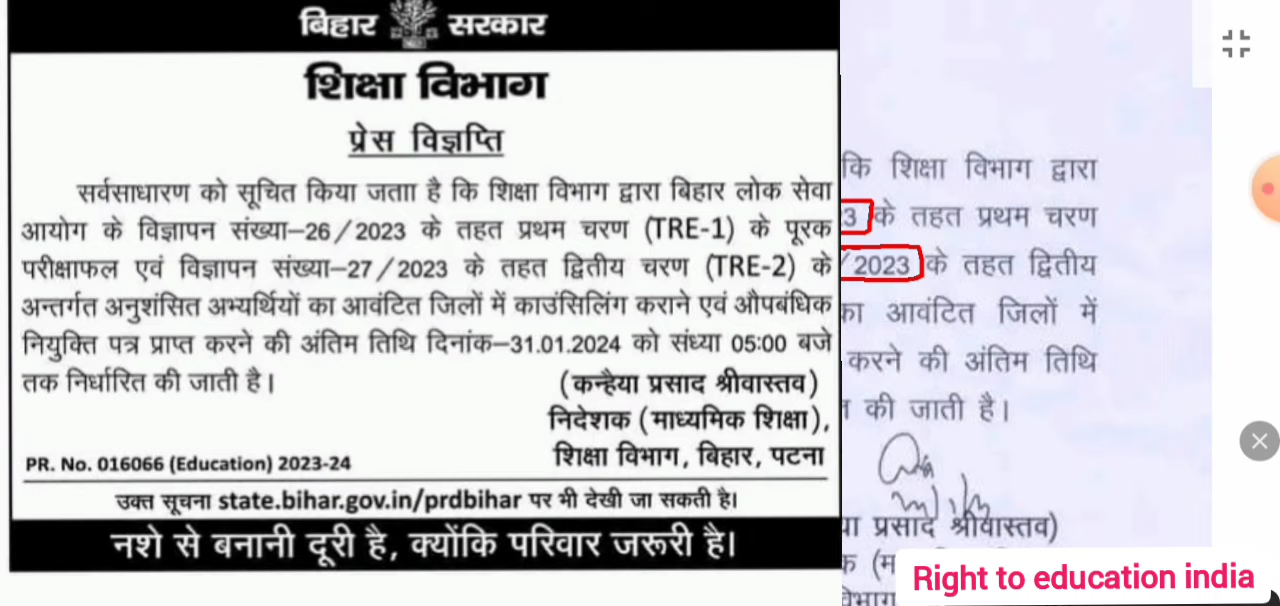 बिहार सरकार
शिक्षा विभाग
प्रेस विज्ञप्ति
सर्वसाधारण को सूचित किया जताा है कि शिक्षा विभाग द्वारा बिहार लोक सेवा
आयोग के विज्ञापन संख्या–26/2023 के तहत प्रथम चरण (TRE-1) के पूरक
परीक्षाफल एवं विज्ञापन संख्या–27/2023 के तहत द्वितीय चरण (TRE-2) के
अन्तर्गत अनुशंसित अभ्यर्थियों का आवंटित जिलों में काउंसिलिंग कराने एवं औपबंधिक
नियुक्ति पत्र प्राप्त करने की अंतिम तिथि दिनांक–31.01.2024 को संध्या 05:00 बजे
तक निर्धारित की जाती है।
(कन्हैया प्रसाद श्रीवास्तव)
निदेशक (माध्यमिक शिक्षा),
शिक्षा विभाग, बिहार, पटना
PR. No. 016066 (Education) 2023-24
उक्त सूचना state.bihar.gov.in/prdbihar पर भी देखी जा सकती है।
नशे से बनानी दूरी है, क्योंकि परिवार जरूरी है।
कि शिक्षा विभाग द्वारा
3 के तहत प्रथम चरण
/2023 के तहत द्वितीय
का आवंटित जिलों में
करने की अंतिम तिथि
की जाती है।
प्रसाद श्रीवास्तव)
Right to education india